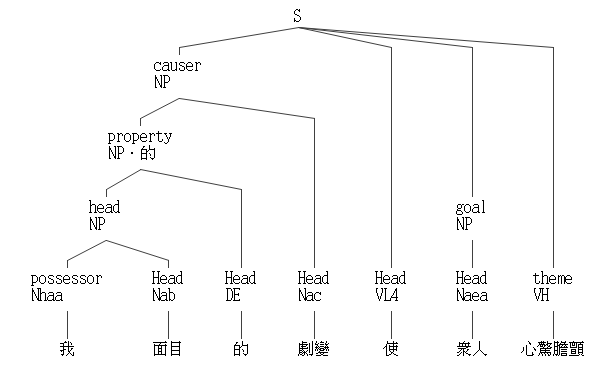 S
causer
NP
property
NP‧的
head
NP
goal
NP
possessor Head Head Head Head Head theme
Nhaa Nab DE Nac VL4 Naea VH
我 面目 的 劇變 使 眾人 心驚膽顫